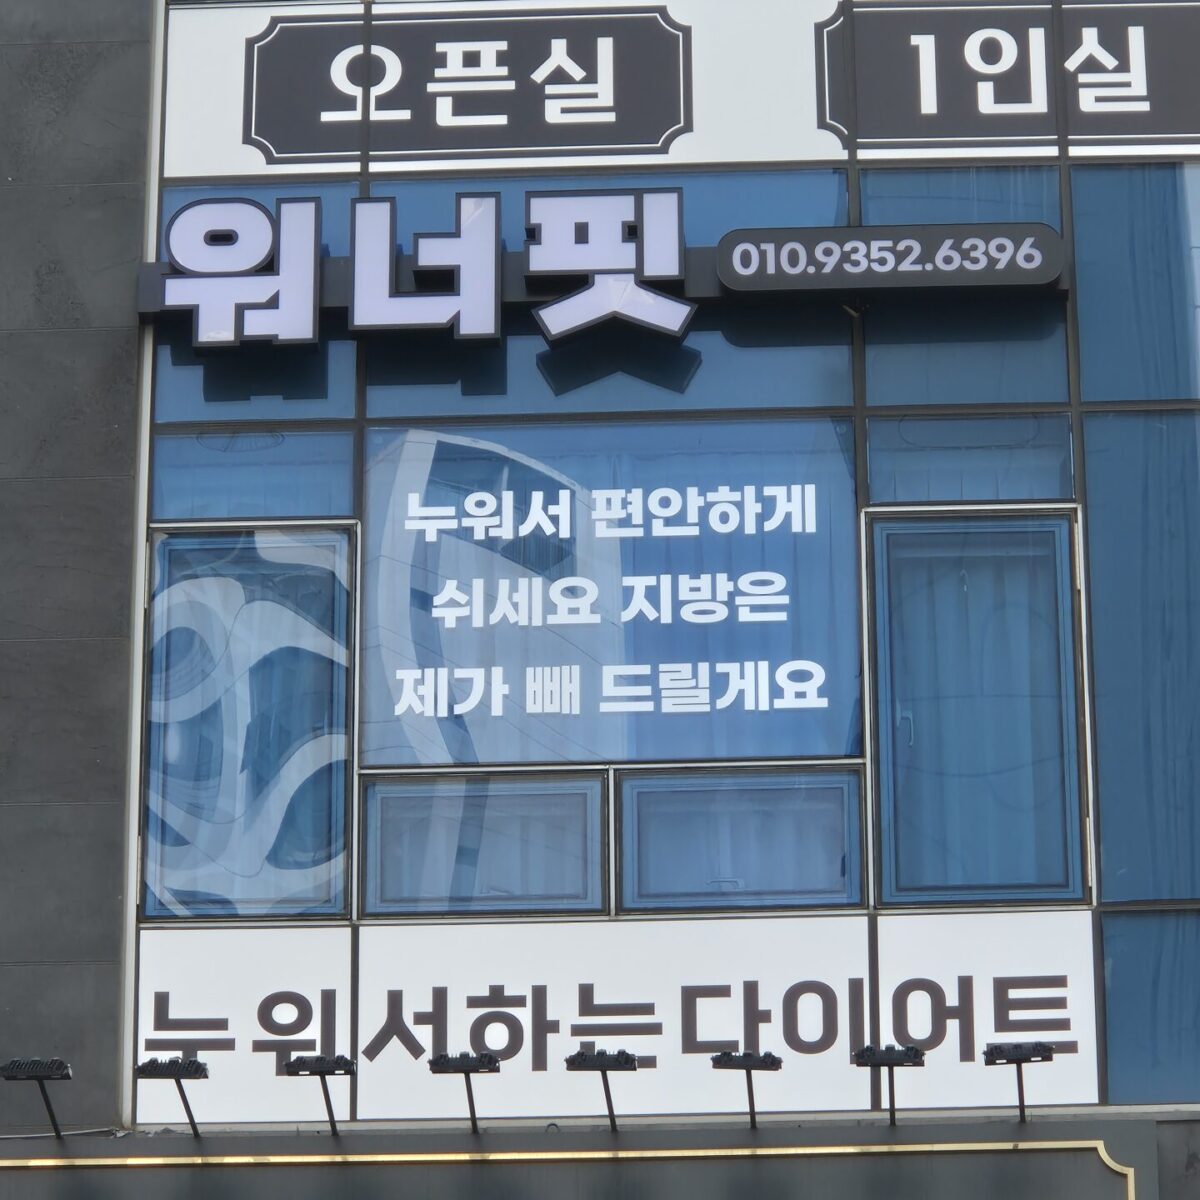 오픈실 1인실
워너핏 010.9352.6396
누워서 편안하게
쉬세요 지방은
제가 빼 드릴게요
누워서하는다이어트